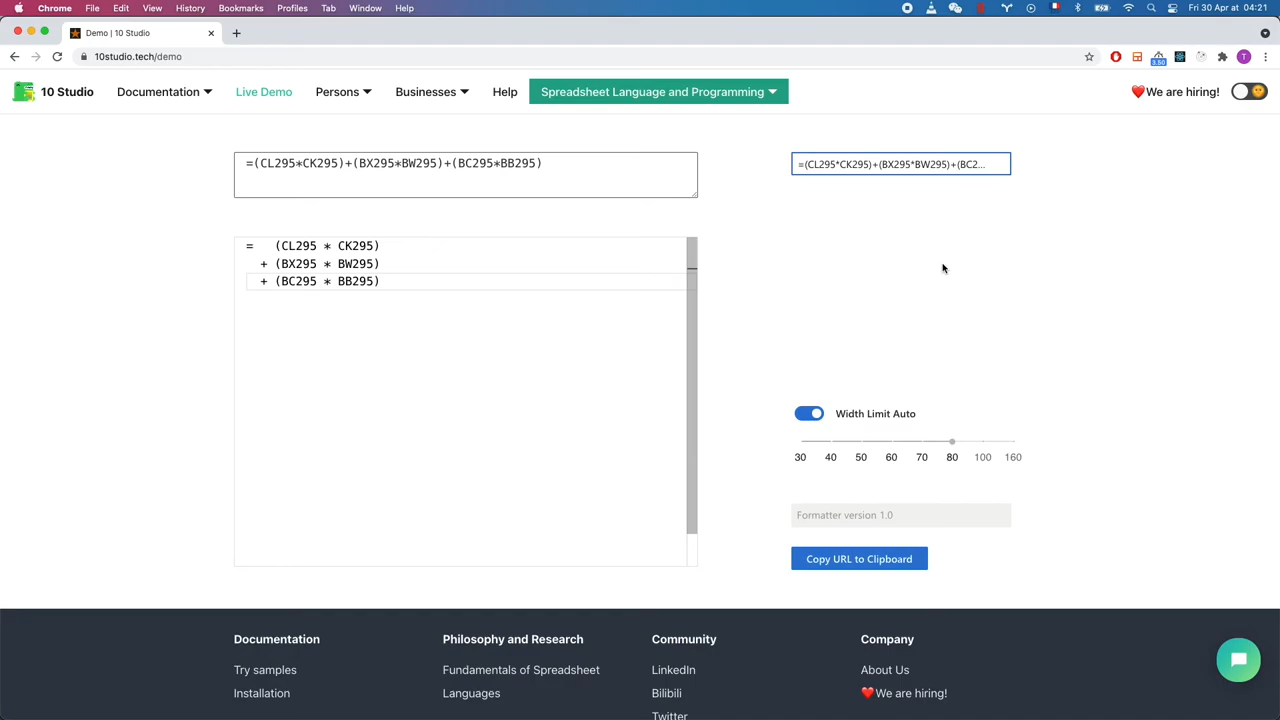 Chrome File Edit View History Bookmarks Profiles Tab Window Help Fri 30 Apr at 04:21
Demo | 10 Studio
10studio.tech/demo
3.50
T
10 Studio Documentation Live Demo Persons Businesses Help Spreadsheet Language and Programming ❤️We are hiring!
=(CL295*CK295)+(BX295*BW295)+(BC295*BB295)
=(CL295*CK295)+(BX295*BW295)+(BC2...
= (CL295 * CK295)
+ (BX295 * BW295)
+ (BC295 * BB295)
Width Limit Auto
30 40 50 60 70 80 100 160
Formatter version 1.0
Copy URL to Clipboard
Documentation Philosophy and Research Community Company
Try samples Fundamentals of Spreadsheet LinkedIn About Us
Installation Languages Bilibili ❤️We are hiring!
Twitter